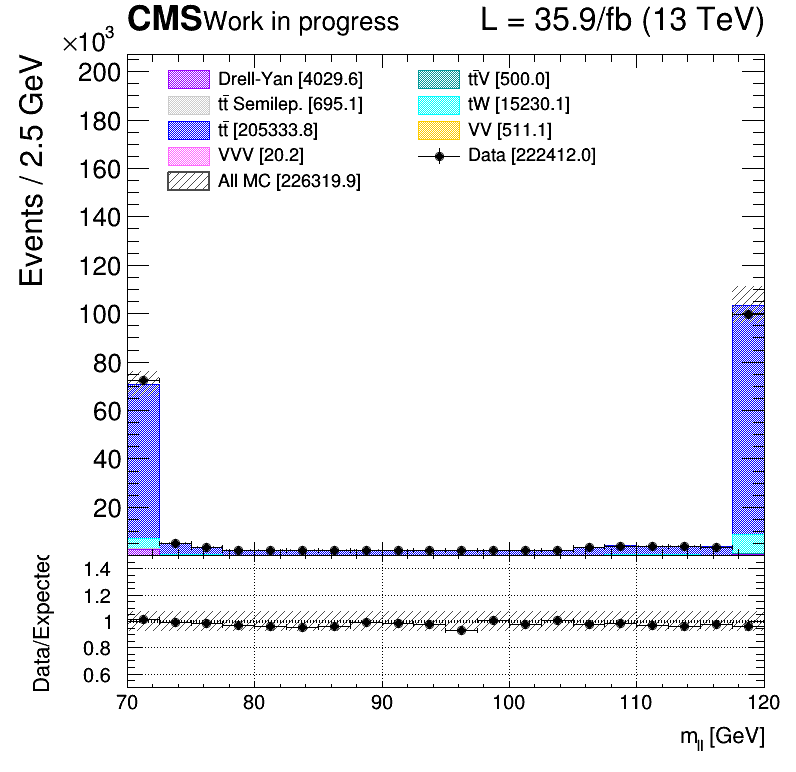 CMS Work in progress L = 35.9/fb (13 TeV)
×10³
Events / 2.5 GeV
200
180
160
140
120
100
80
60
40
20
Drell-Yan [4029.6]
tt̄ Semilep. [695.1]
tt̄ [205333.8]
VVV [20.2]
All MC [226319.9]
tt̄V [500.0]
tW [15230.1]
VV [511.1]
Data [222412.0]
Data/Expected
1.4
1.2
1
0.8
0.6
70 80 90 100 110 120
m_ll [GeV]